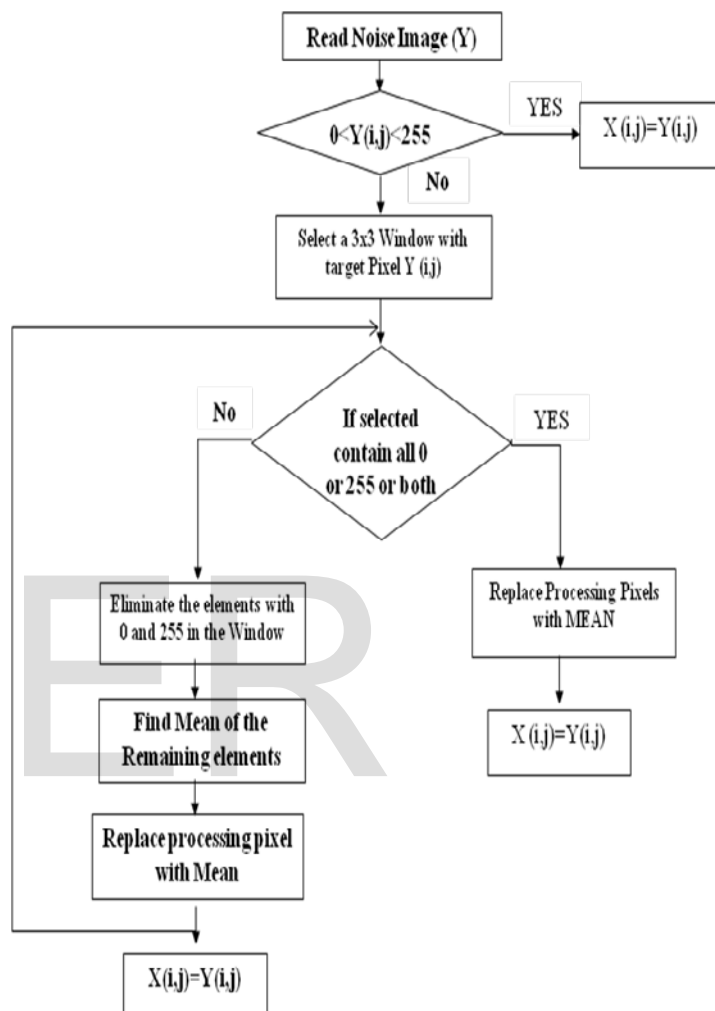 Read Noise Image (Y)
0<Y(i,j)<255
YES
X (i,j)=Y(i,j)
No
Select a 3x3 Window with
target Pixel Y (i,j)
No
If selected
contain all 0
or 255 or both
YES
Eliminate the elements with
0 and 255 in the Window
Replace Processing Pixels
with MEAN
Find Mean of the
Remaining elements
X (i,j)=Y(i,j)
Replace processing pixel
with Mean
X(i,j)=Y(i,j)
ER